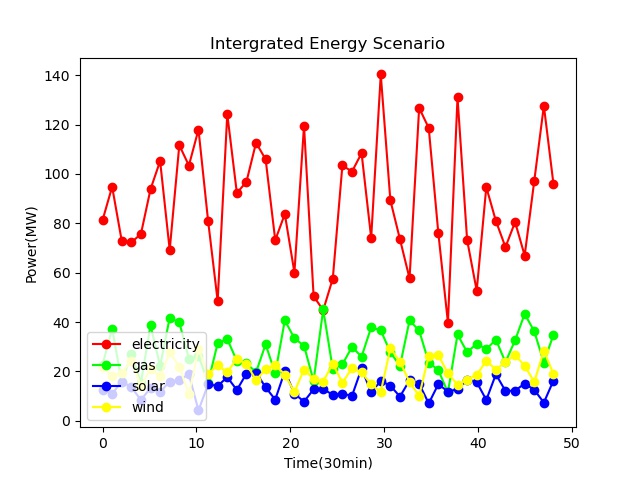 Intergrated Energy Scenario
Power(MW)
140
120
100
80
60
40
20
0
electricity
gas
solar
wind
0 10 20 30 40 50
Time(30min)